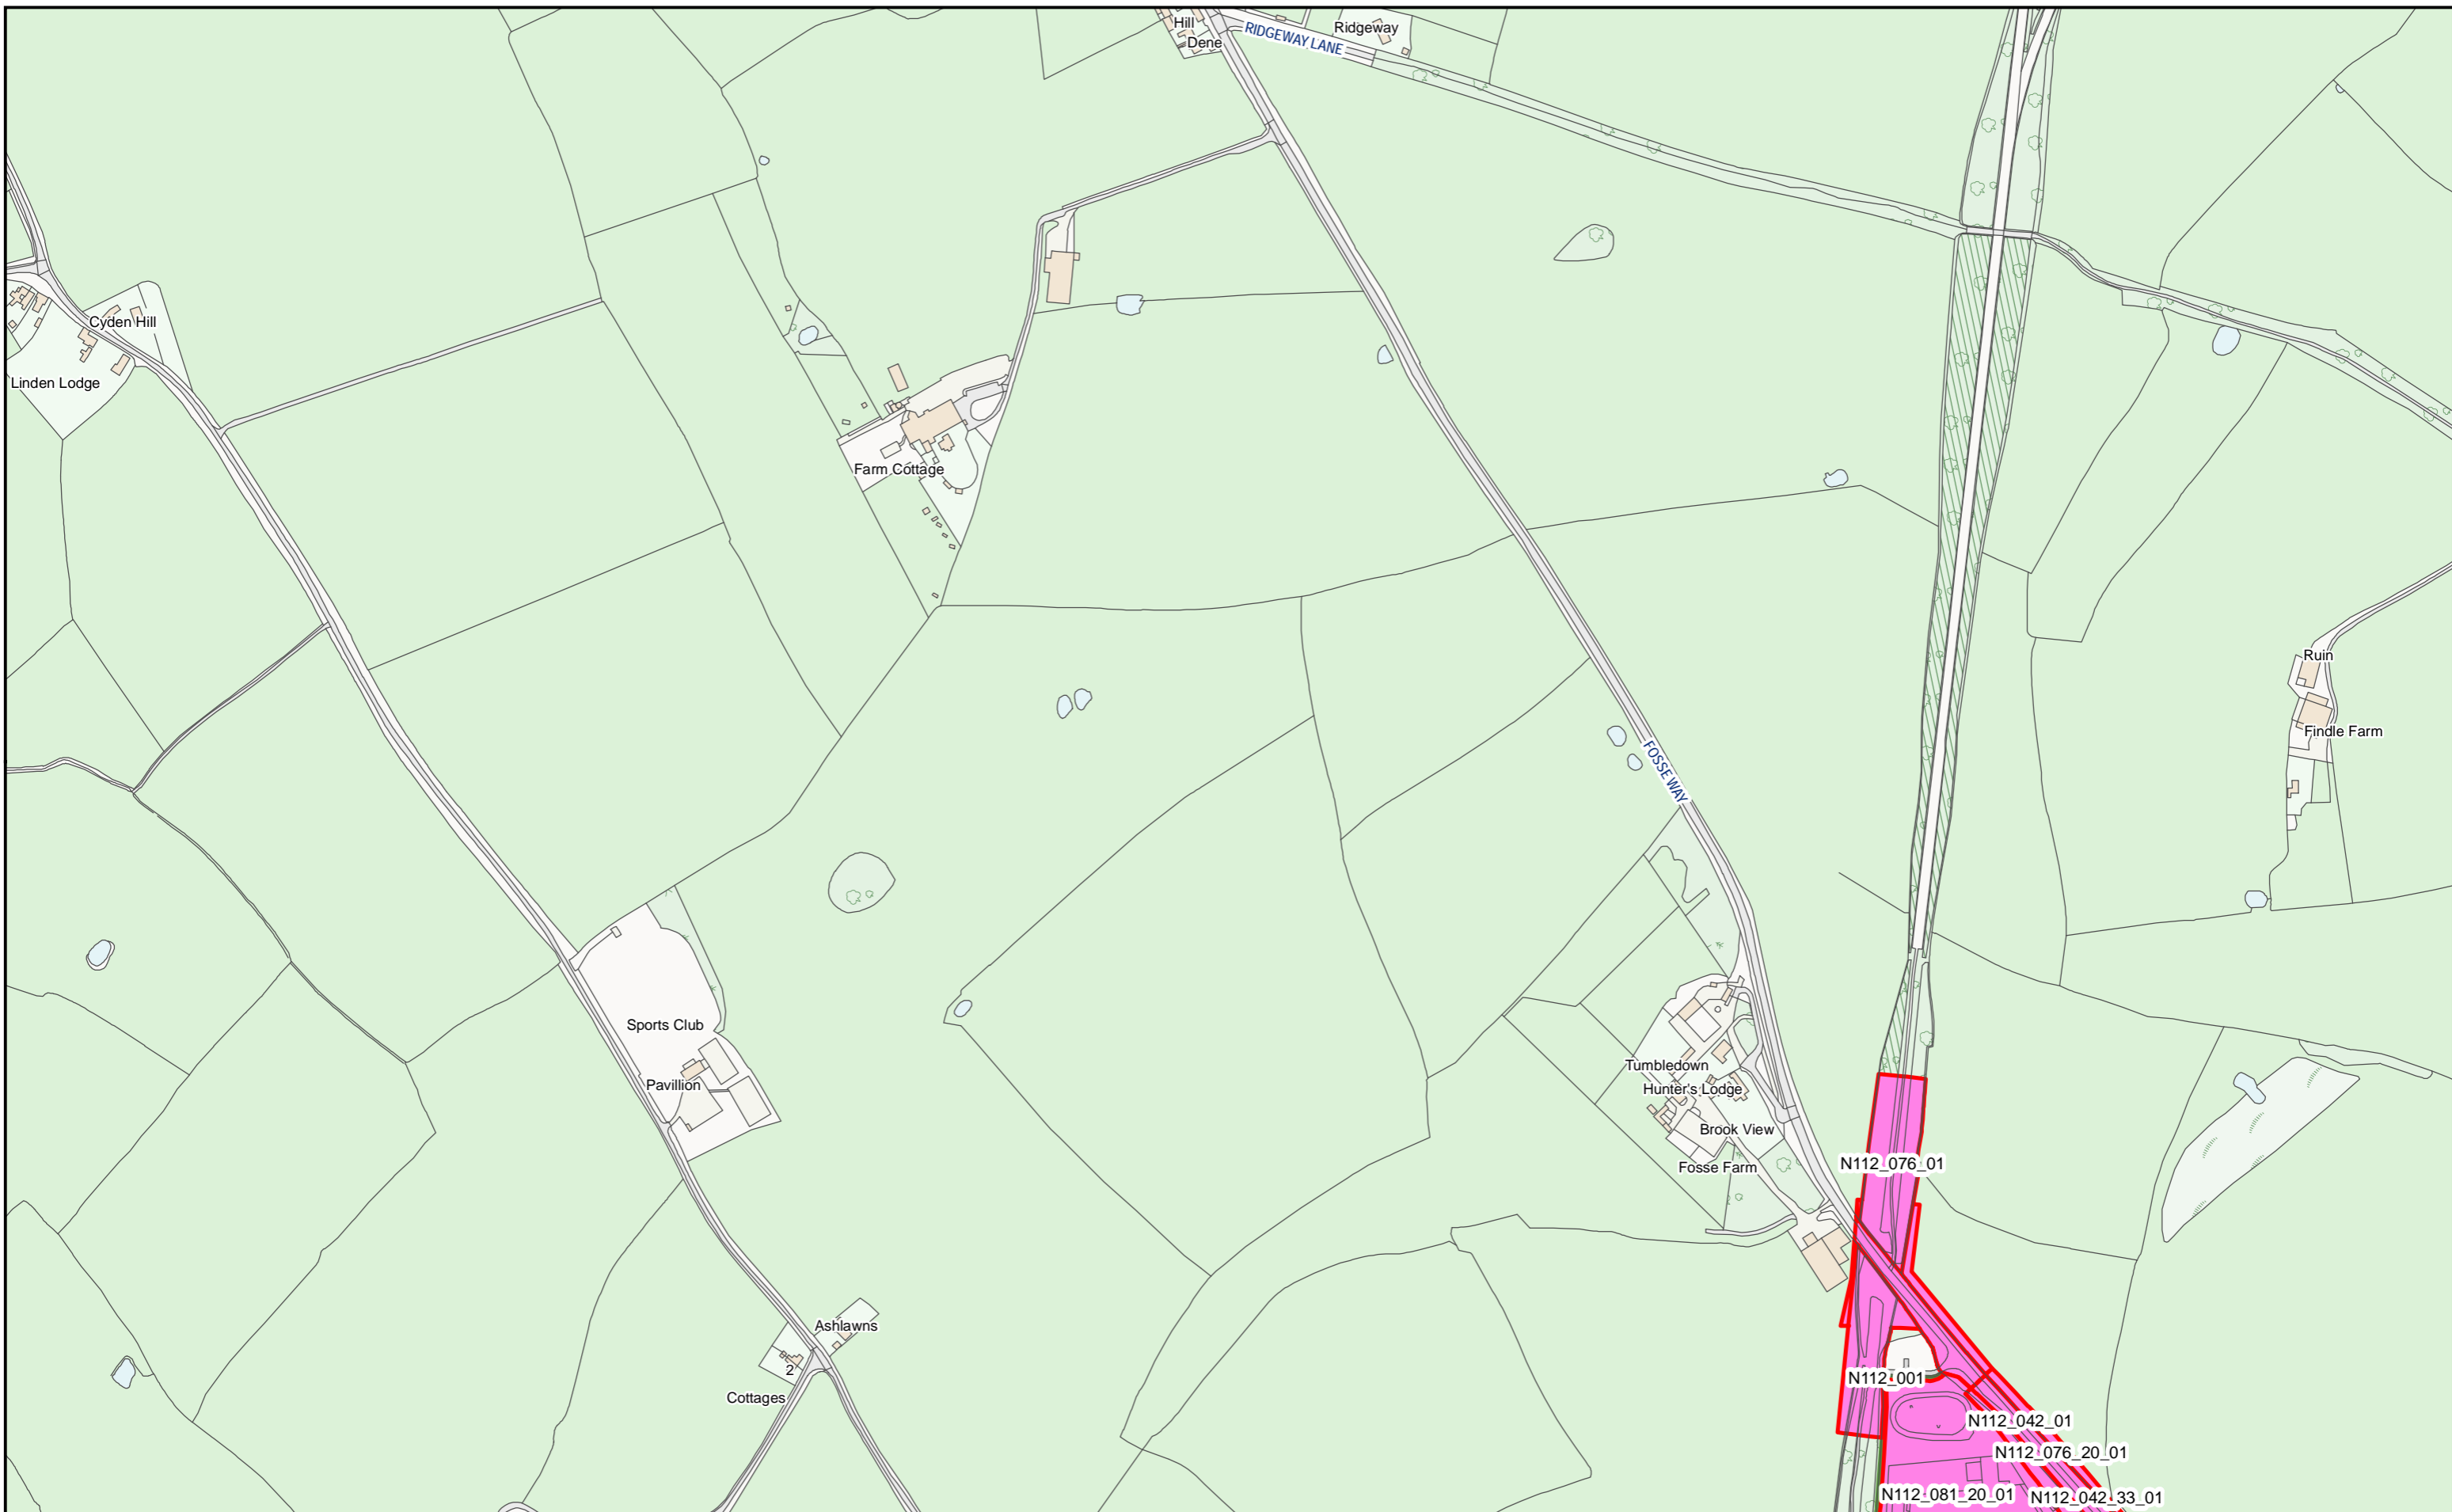 Hill
Dene
RIDGEWAY LANE
Ridgeway
Cyden Hill
Linden Lodge
Farm Cottage
Ruin
Findle Farm
FOSSE WAY
Sports Club
Pavillion
Tumbledown
Hunter's Lodge
Brook View
Fosse Farm
N112_076_01
Ashlawns
2
Cottages
N112_001
N112_042_01
N112_076_20_01
N112_081_20_01
N112_042_33_01